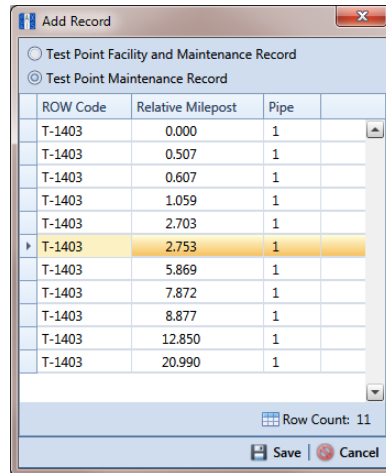 Add Record
Test Point Facility and Maintenance Record
Test Point Maintenance Record
ROW Code Relative Milepost Pipe
T-1403 0.000 1
T-1403 0.507 1
T-1403 0.607 1
T-1403 1.059 1
T-1403 2.703 1
T-1403 2.753 1
T-1403 5.869 1
T-1403 7.872 1
T-1403 8.877 1
T-1403 12.850 1
T-1403 20.990 1
Row Count: 11
Save | Cancel